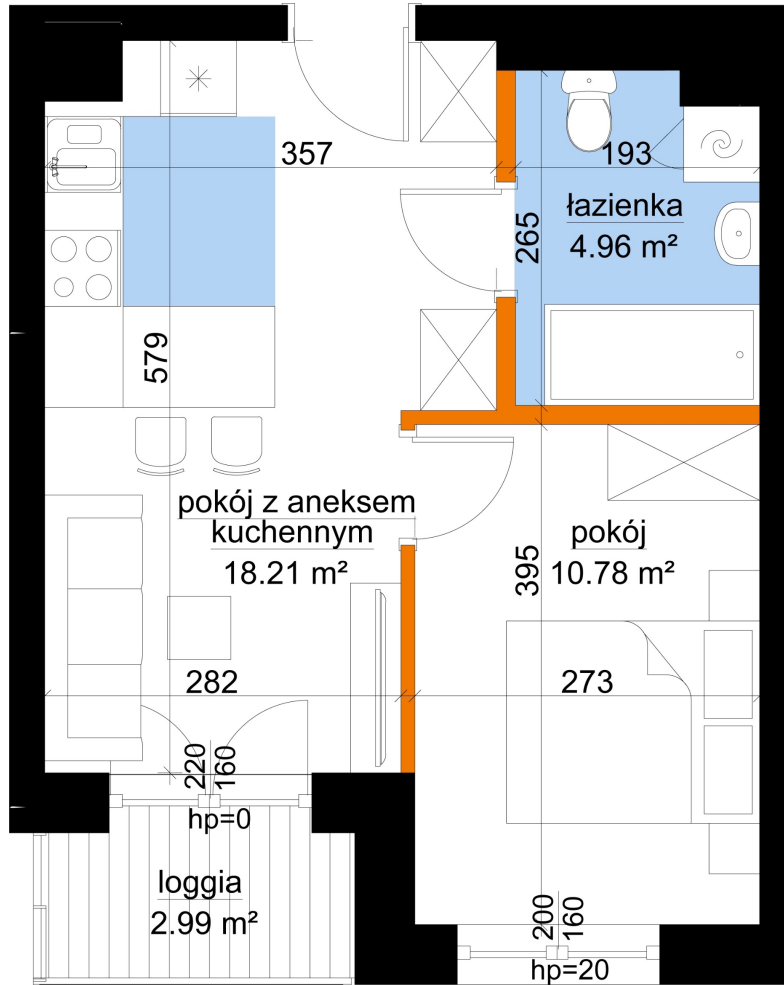 357
193
łazienka
4.96 m²
265
579
pokój z aneksem
kuchennym
18.21 m²
pokój
10.78 m²
395
282
273
220
160
hp=0
loggia
2.99 m²
200
160
hp=20